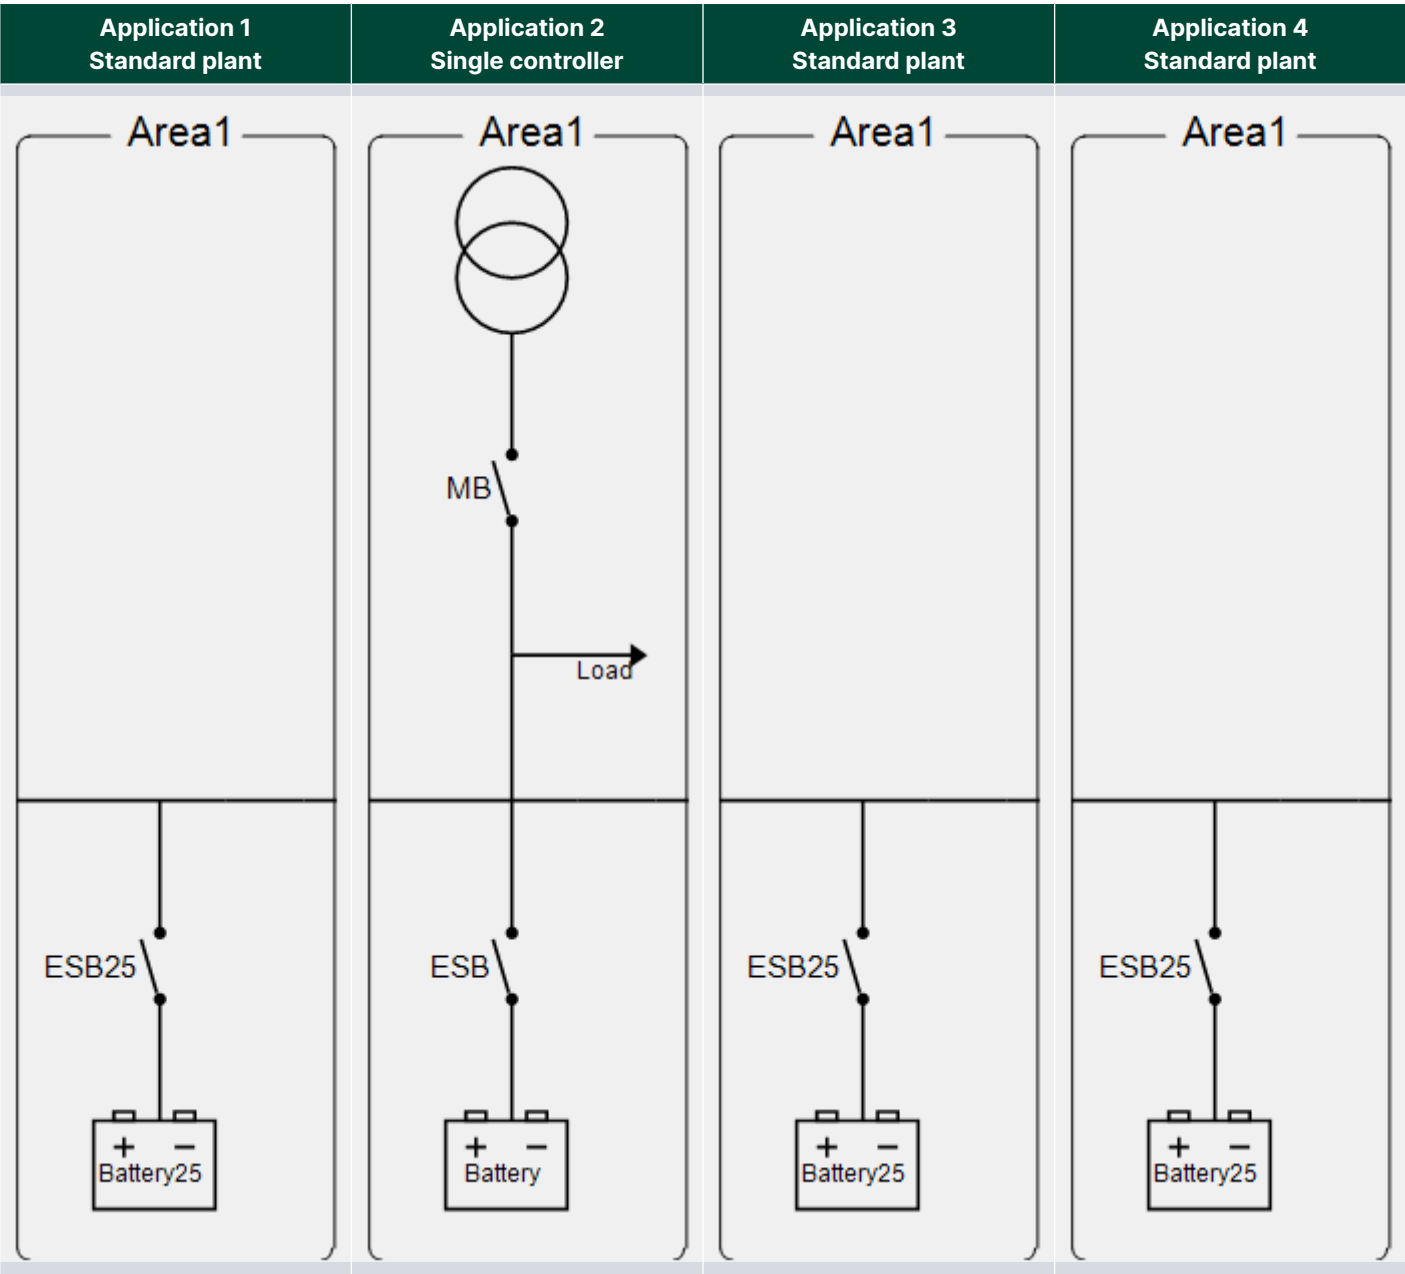 Application 1
Standard plant
Application 2
Single controller
Application 3
Standard plant
Application 4
Standard plant
Area1
Area1
Area1
Area1
MB
Load
ESB25
ESB
ESB25
ESB25
+ −
Battery25
+ −
Battery
+ −
Battery25
+ −
Battery25